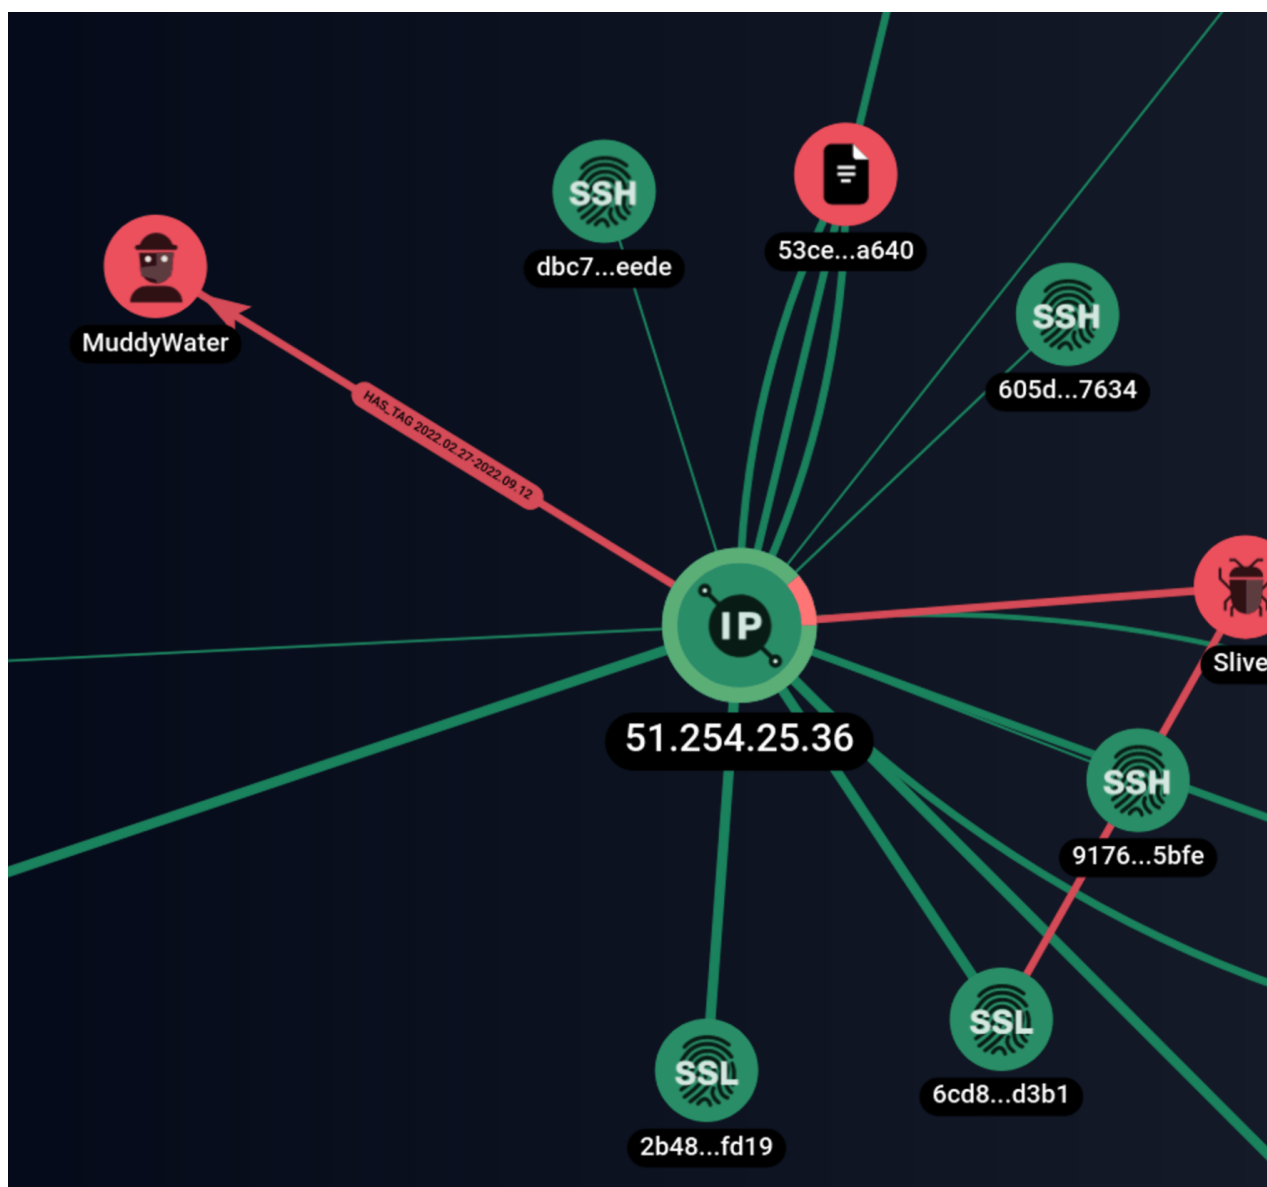 SSH
dbc7...eede
53ce...a640
MuddyWater
SSH
605d...7634
HAS_TAG 2022.02.27-2022.09.12
IP
51.254.25.36
Slive
SSH
9176...5bfe
SSL
6cd8...d3b1
SSL
2b48...fd19